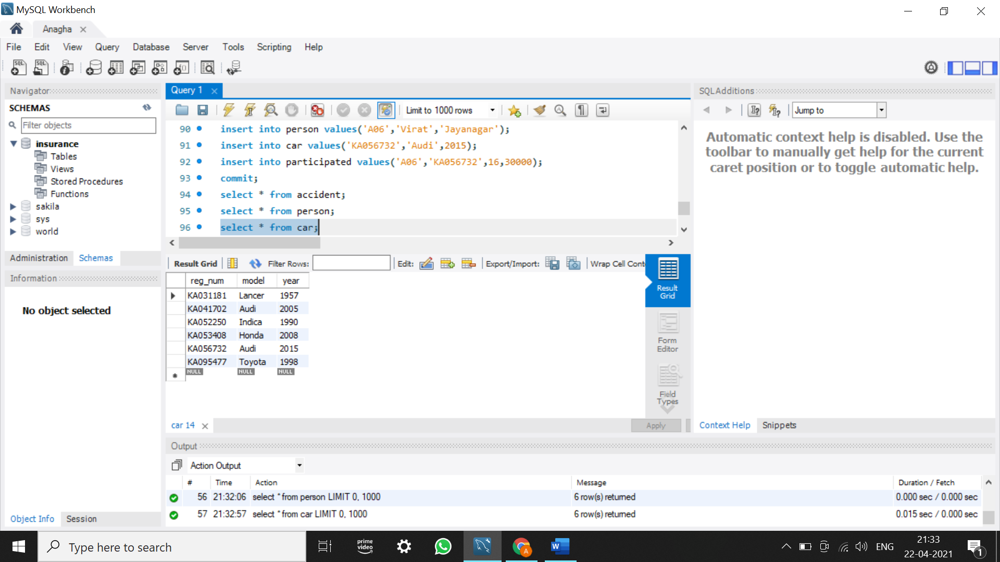 MySQL Workbench
Anagha
File Edit View Query Database Server Tools Scripting Help
Navigator
SCHEMAS
Filter objects
insurance
Tables
Views
Stored Procedures
Functions
sakila
sys
world
Administration Schemas
Information
No object selected
Object Info Session
Query 1
Limit to 1000 rows
90 insert into person values('A06','Virat','Jayanagar');
91 insert into car values('KA056732','Audi',2015);
92 insert into participated values('A06','KA056732',16,30000);
93 commit;
94 select * from accident;
95 select * from person;
96 select * from car;
Result Grid Filter Rows: Edit: Export/Import: Wrap Cell Cont
reg_num model year
KA031181 Lancer 1957
KA041702 Audi 2005
KA052250 Indica 1990
KA053408 Honda 2008
KA056732 Audi 2015
KA095477 Toyota 1998
NULL NULL NULL
Result
Grid
Form
Editor
Field
Types
car 14
Apply
SQLAdditions
Jump to
Automatic context help is disabled. Use the
toolbar to manually get help for the current
caret position or to toggle automatic help.
Context Help Snippets
Output
Action Output
# Time Action Message Duration / Fetch
56 21:32:06 select * from person LIMIT 0, 1000 6 row(s) returned 0.000 sec / 0.000 sec
57 21:32:57 select * from car LIMIT 0, 1000 6 row(s) returned 0.015 sec / 0.000 sec
Type here to search
prime
video
ENG
21:33
22-04-2021
1